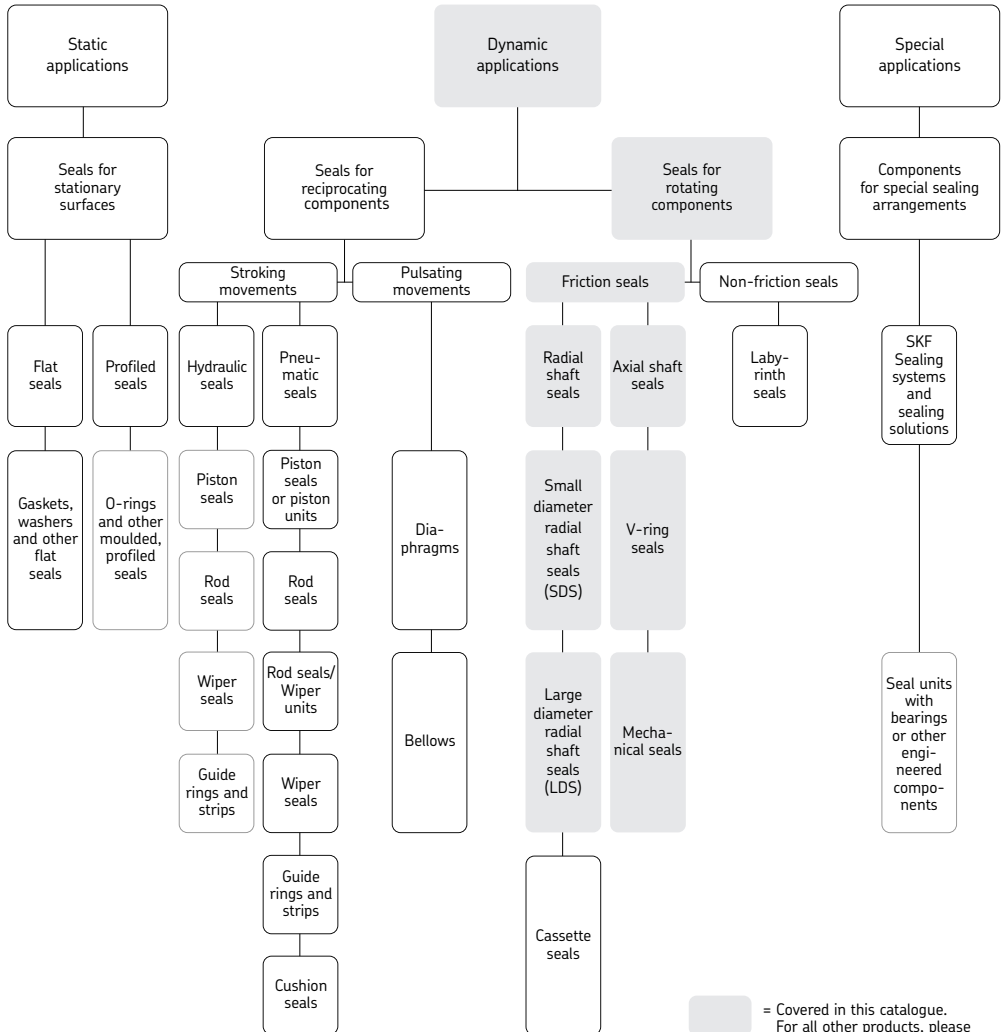 Static
applications
Dynamic
applications
Special
applications
Seals for
stationary
surfaces
Seals for
reciprocating
components
Seals for
rotating
components
Components
for special sealing
arrangements
Stroking
movements
Pulsating
movements
Friction seals
Non-friction seals
Flat
seals
Profiled
seals
Hydraulic
seals
Pneu-
matic
seals
Radial
shaft
seals
Axial shaft
seals
Laby-
rinth
seals
SKF
Sealing
systems
and
sealing
solutions
Gaskets,
washers
and other
flat
seals
O-rings
and other
moulded,
profiled
seals
Piston
seals
Piston
seals
or piston
units
Dia-
phragms
Small
diameter
radial
shaft
seals
(SDS)
V-ring
seals
Rod
seals
Rod
seals
Wiper
seals
Rod seals/
Wiper
units
Bellows
Large
diameter
radial
shaft
seals
(LDS)
Mecha-
nical seals
Seal units
with
bearings
or other
engi-
neered
compo-
nents
Guide
rings and
strips
Wiper
seals
Guide
rings and
strips
Cassette
seals
Cushion
seals
= Covered in this catalogue.
For all other products, please